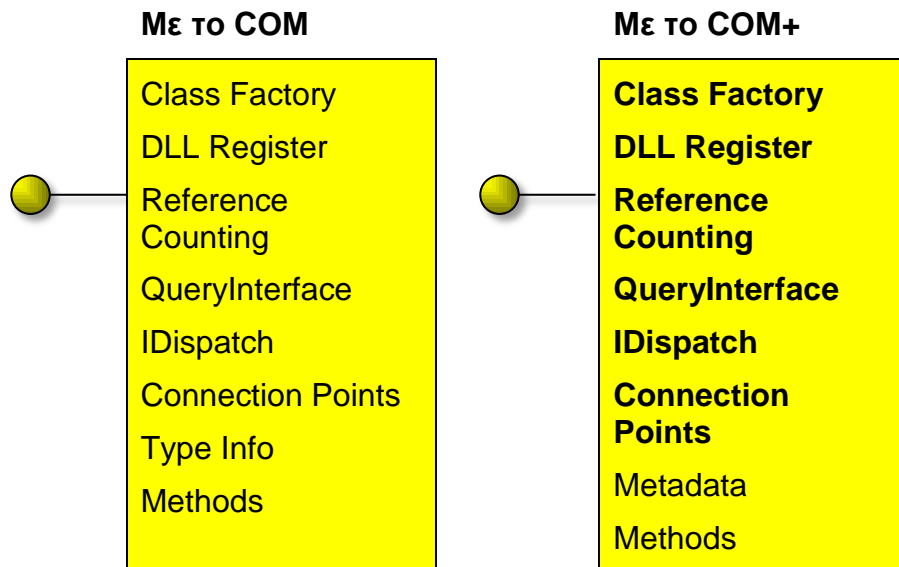 Με το COM
Class Factory
DLL Register
Reference
Counting
QueryInterface
IDispatch
Connection Points
Type Info
Methods
Με το COM+
Class Factory
DLL Register
Reference
Counting
QueryInterface
IDispatch
Connection
Points
Metadata
Methods